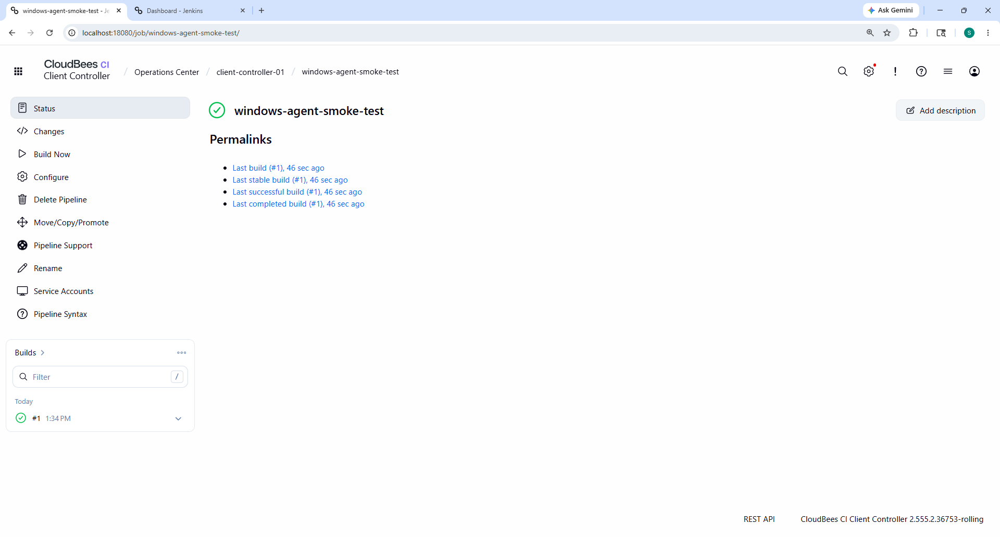 windows-agent-smoke-test - Je
Dashboard - Jenkins
Ask Gemini
localhost:18080/job/windows-agent-smoke-test/
S
CloudBees CI
Client Controller
/ Operations Center / client-controller-01 / windows-agent-smoke-test
Status
Changes
Build Now
Configure
Delete Pipeline
Move/Copy/Promote
Pipeline Support
Rename
Service Accounts
Pipeline Syntax
windows-agent-smoke-test
Add description
Permalinks
Last build (#1), 46 sec ago
Last stable build (#1), 46 sec ago
Last successful build (#1), 46 sec ago
Last completed build (#1), 46 sec ago
Builds
Filter /
Today
#1 1:34 PM
REST API
CloudBees CI Client Controller 2.555.2.36753-rolling